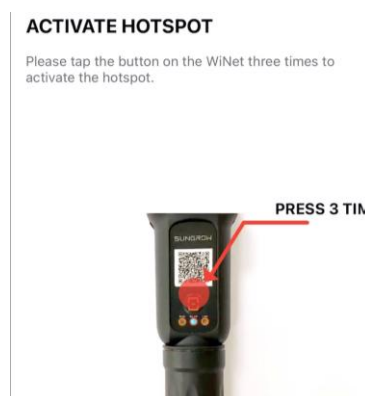 ACTIVATE HOTSPOT
Please tap the button on the WiNet three times to
activate the hotspot.
PRESS 3 TIM
SUNGROW